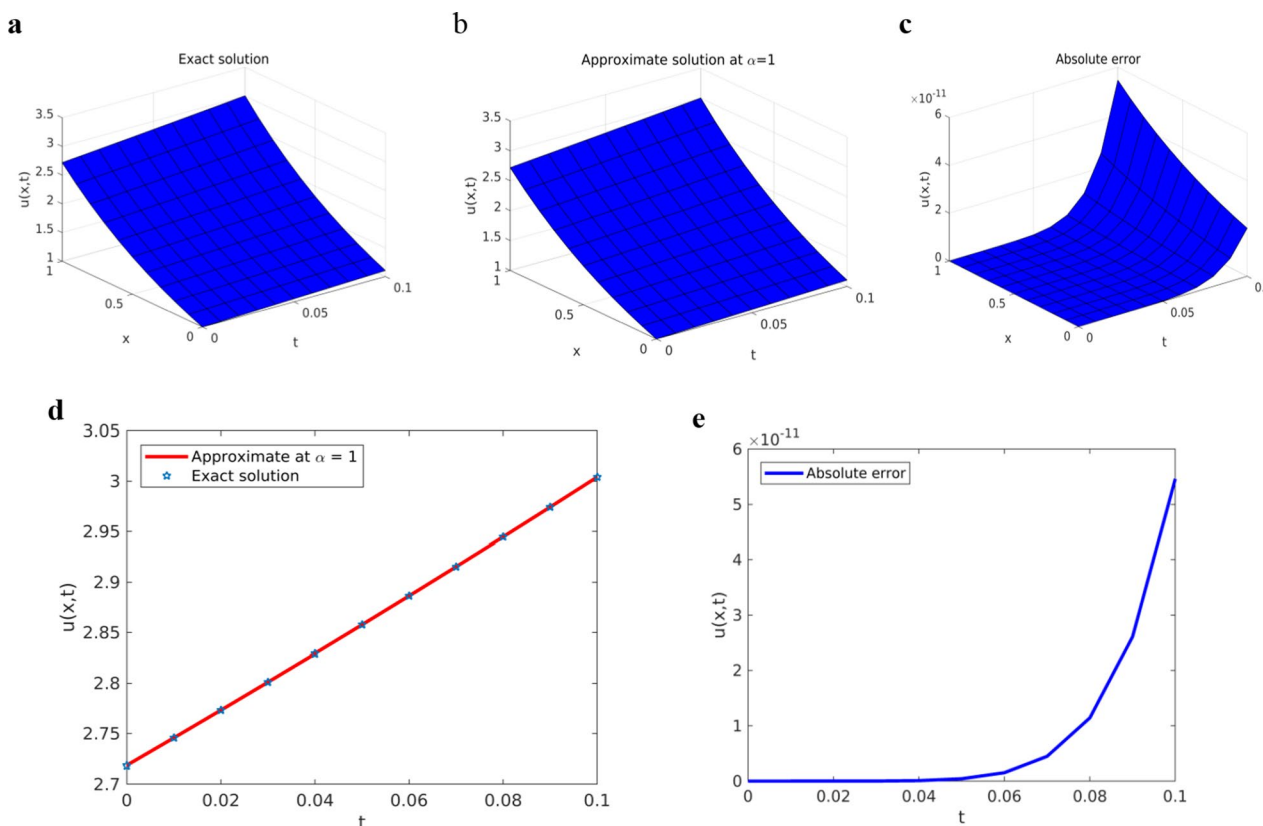 a
Exact solution
3.5
3
2.5
2
1.5
1
u(x,t)
1
0.5
0
x
0
0.05
0.1
t
b
Approximate solution at α=1
3.5
3
2.5
2
1.5
1
u(x,t)
1
0.5
0
x
0
0.05
0.1
t
c
Absolute error
×10-11
6
4
2
0
u(x,t)
1
0.5
0
x
0
0.05
t
d
3.05
3
2.95
2.9
2.85
2.8
2.75
2.7
u(x,t)
Approximate at α = 1
Exact solution
0 0.02 0.04 0.06 0.08 0.1
t
e
×10-11
6
5
4
3
2
1
0
u(x,t)
Absolute error
0 0.02 0.04 0.06 0.08 0.1
t